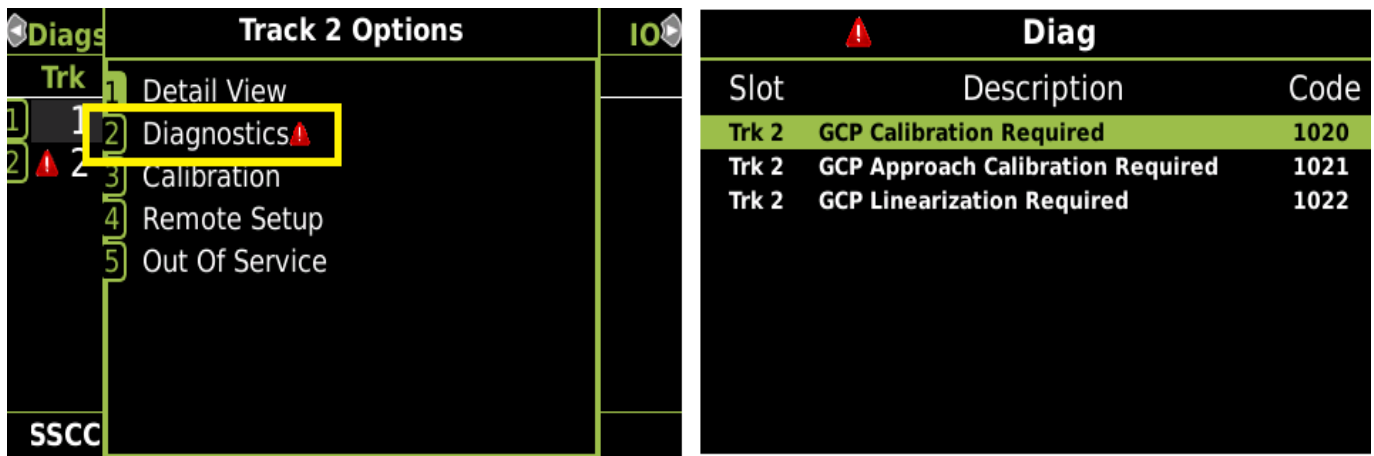 Diags Track 2 Options IO
Trk
1 Detail View
1 1
2 Diagnostics
2 2
3 Calibration
4 Remote Setup
5 Out Of Service
SSCC
Diag
Slot Description Code
Trk 2 GCP Calibration Required 1020
Trk 2 GCP Approach Calibration Required 1021
Trk 2 GCP Linearization Required 1022